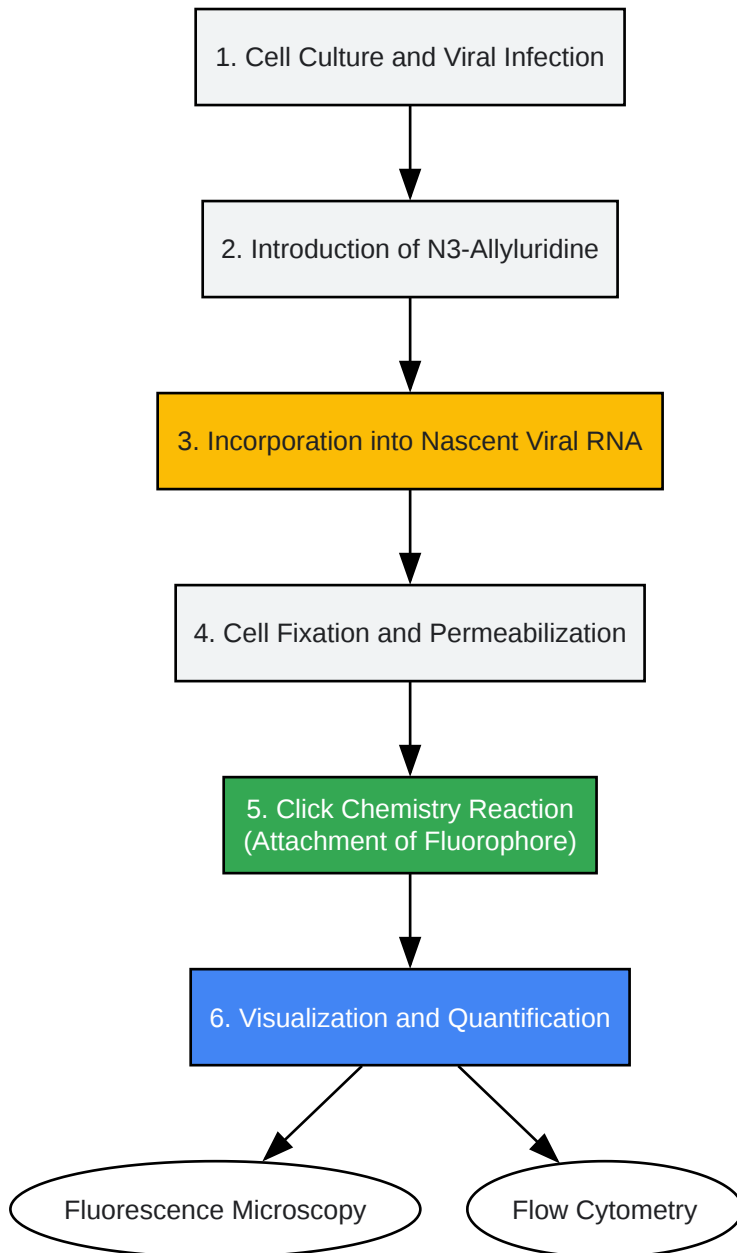 1. Cell Culture and Viral Infection
2. Introduction of N3-Allyluridine
3. Incorporation into Nascent Viral RNA
4. Cell Fixation and Permeabilization
5. Click Chemistry Reaction
(Attachment of Fluorophore)
6. Visualization and Quantification
Fluorescence Microscopy
Flow Cytometry